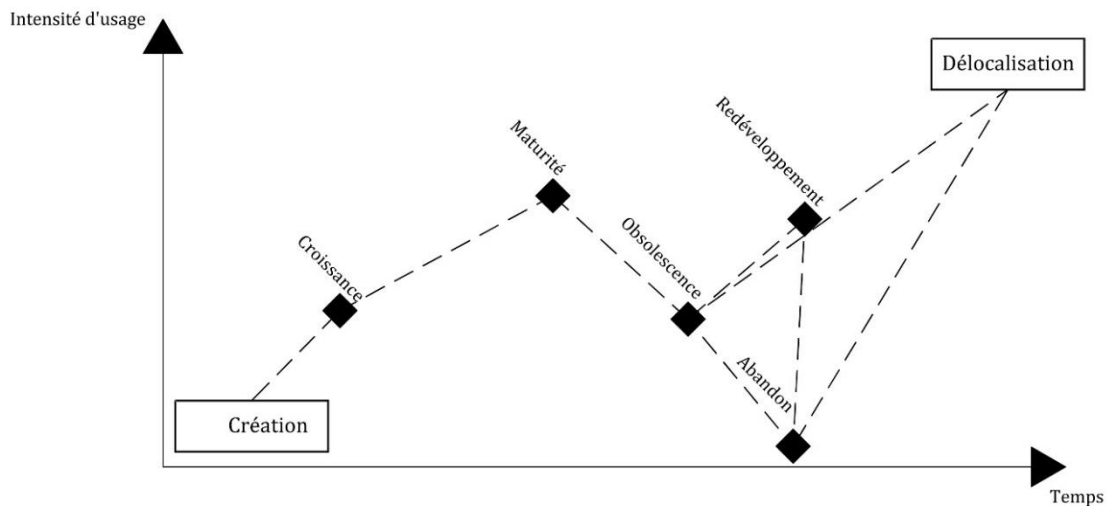 Intensité d'usage
Délocalisation
Redéveloppement
Maturité
Obsolescence
Croissance
Abandon
Création
Temps